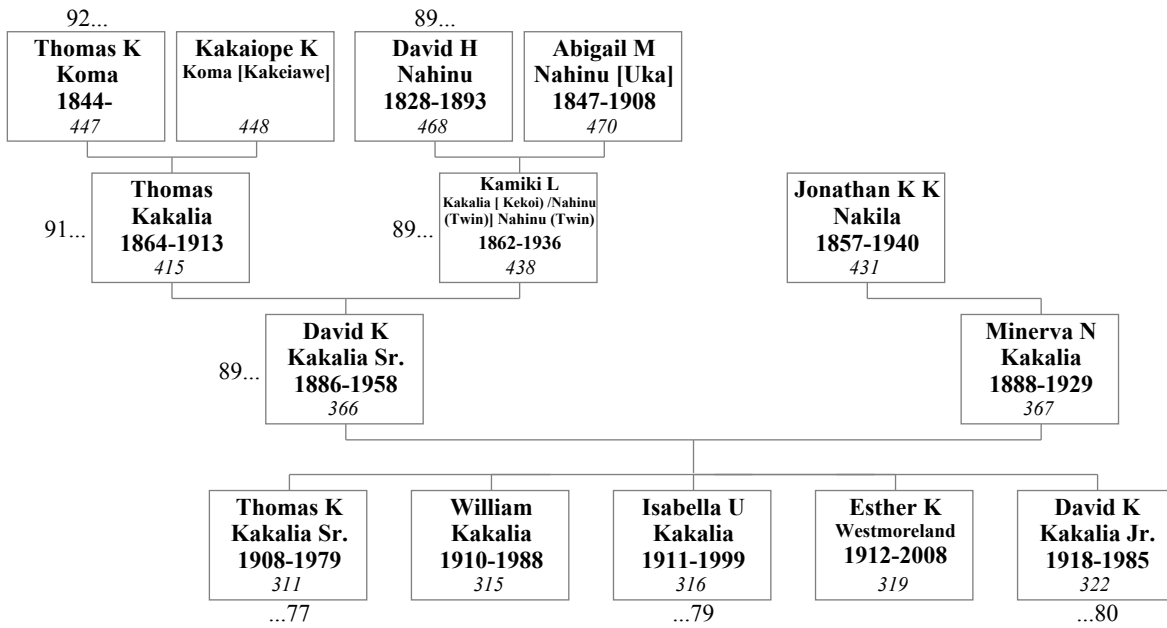 92...
89...
Thomas K
Koma
1844-
447
Kakaiope K
Koma [Kakeiawe]
448
David H
Nahinu
1828-1893
468
Abigail M
Nahinu [Uka]
1847-1908
470
91...
Thomas
Kakalia
1864-1913
415
89...
Kamiki L
Kakalia [ Kekoi) /Nahinu
(Twin)] Nahinu (Twin)
1862-1936
438
Jonathan K K
Nakila
1857-1940
431
89...
David K
Kakalia Sr.
1886-1958
366
Minerva N
Kakalia
1888-1929
367
Thomas K
Kakalia Sr.
1908-1979
311
...77
William
Kakalia
1910-1988
315
Isabella U
Kakalia
1911-1999
316
...79
Esther K
Westmoreland
1912-2008
319
David K
Kakalia Jr.
1918-1985
322
...80